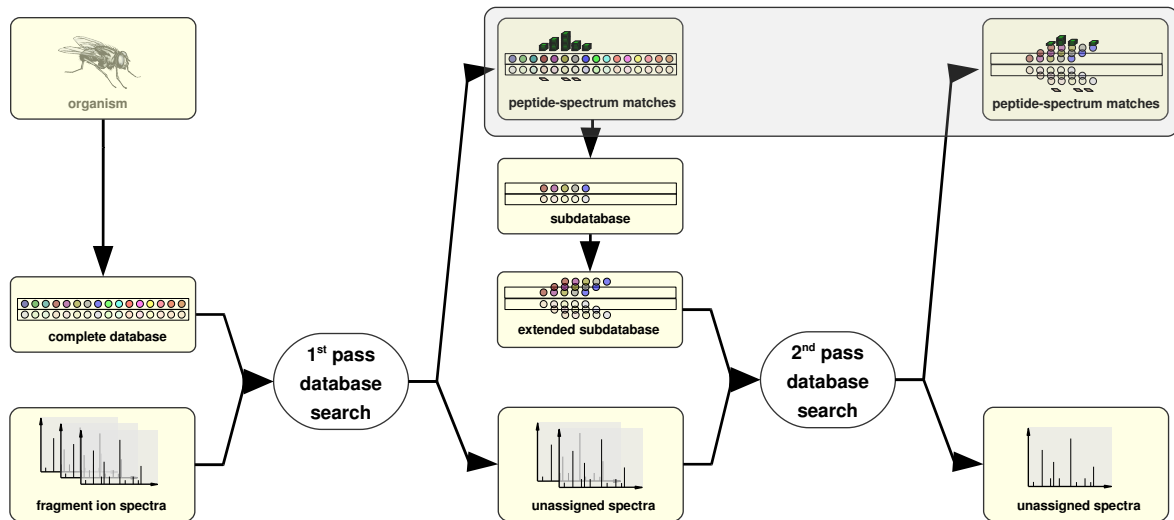 organism
peptide-spectrum matches
peptide-spectrum matches
subdatabase
complete database
extended subdatabase
1st pass
database
search
2nd pass
database
search
fragment ion spectra
unassigned spectra
unassigned spectra